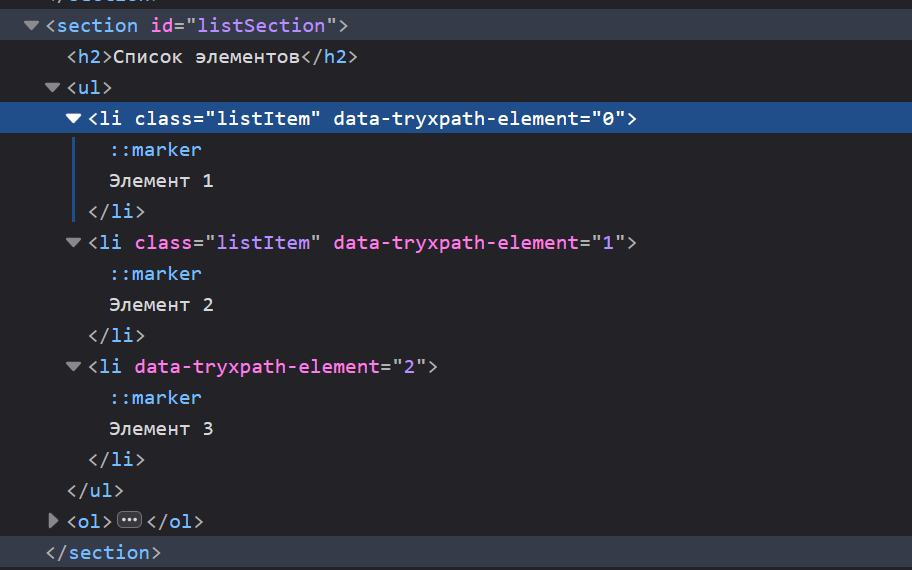 <section id="listSection">
<h2>Список элементов</h2>
<ul>
<li class="listItem" data-tryxpath-element="0">
::marker
Элемент 1
</li>
<li class="listItem" data-tryxpath-element="1">
::marker
Элемент 2
</li>
<li data-tryxpath-element="2">
::marker
Элемент 3
</li>
</ul>
<ol>···</ol>
</section>